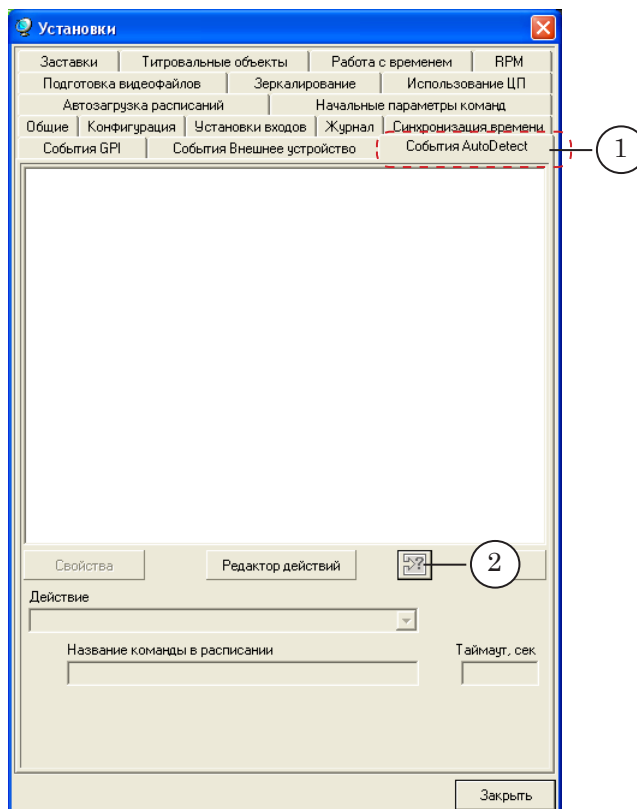 Установки
Заставки Титровальные объекты Работа с временем RPM
Подготовка видеофайлов Зеркалирование Использование ЦП
Автозагрузка расписаний Начальные параметры команд
Общие Конфигурация Установки входов Журнал Синхронизация времени
События GPI События Внешнее устройство События AutoDetect 1
Свойства Редактор действий ? 2
Действие
Название команды в расписании Таймаут, сек
Закрыть